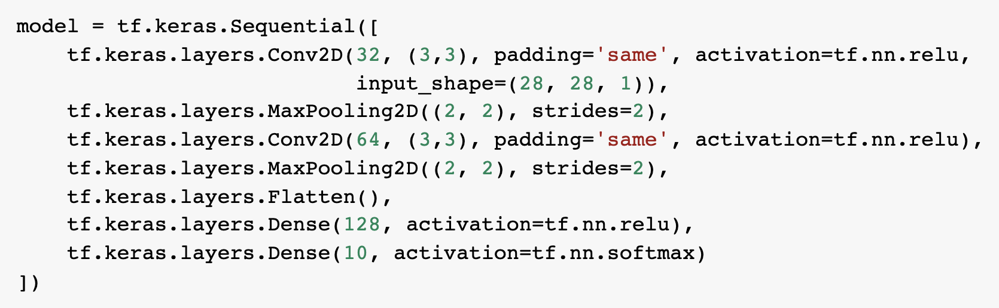 model = tf.keras.Sequential([
    tf.keras.layers.Conv2D(32, (3,3), padding='same', activation=tf.nn.relu,
                           input_shape=(28, 28, 1)),
    tf.keras.layers.MaxPooling2D((2, 2), strides=2),
    tf.keras.layers.Conv2D(64, (3,3), padding='same', activation=tf.nn.relu),
    tf.keras.layers.MaxPooling2D((2, 2), strides=2),
    tf.keras.layers.Flatten(),
    tf.keras.layers.Dense(128, activation=tf.nn.relu),
    tf.keras.layers.Dense(10, activation=tf.nn.softmax)
])